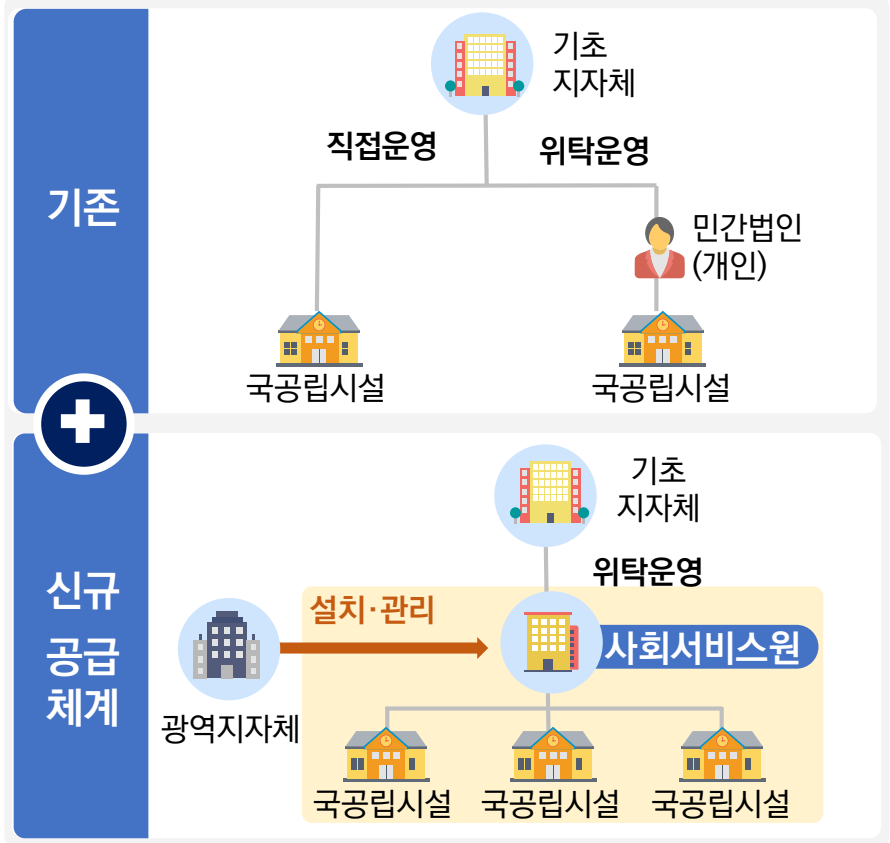 기존
기초
지자체
직접운영
위탁운영
민간법인
(개인)
국공립시설
국공립시설
신규
공급
체계
기초
지자체
위탁운영
설치·관리
사회서비스원
광역지자체
국공립시설
국공립시설
국공립시설